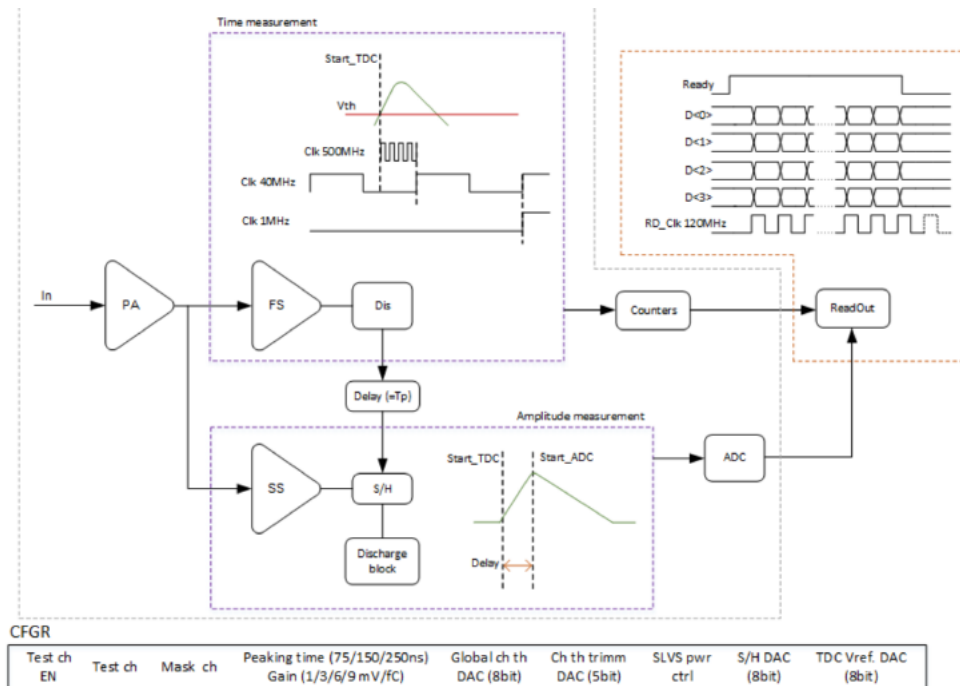 Time measurement
Start_TDC
Vth
Clk 500MHz
Clk 40MHz
Clk 1MHz
Ready
D<0>
D<1>
D<2>
D<3>
RD_Clk 120MHz
In
PA
FS
Dis
Counters
ReadOut
Delay (=Tp)
Amplitude measurement
SS
S/H
Discharge
block
Start_TDC
Start_ADC
Delay
ADC
CFGR
Test ch
EN
Test ch
Mask ch
Peaking time (75/150/250ns)
Gain (1/3/6/9 mV/fC)
Global ch th
DAC (8bit)
Ch th trimm
DAC (5bit)
SLVS pwr
ctrl
S/H DAC
(8bit)
TDC Vref. DAC
(8bit)